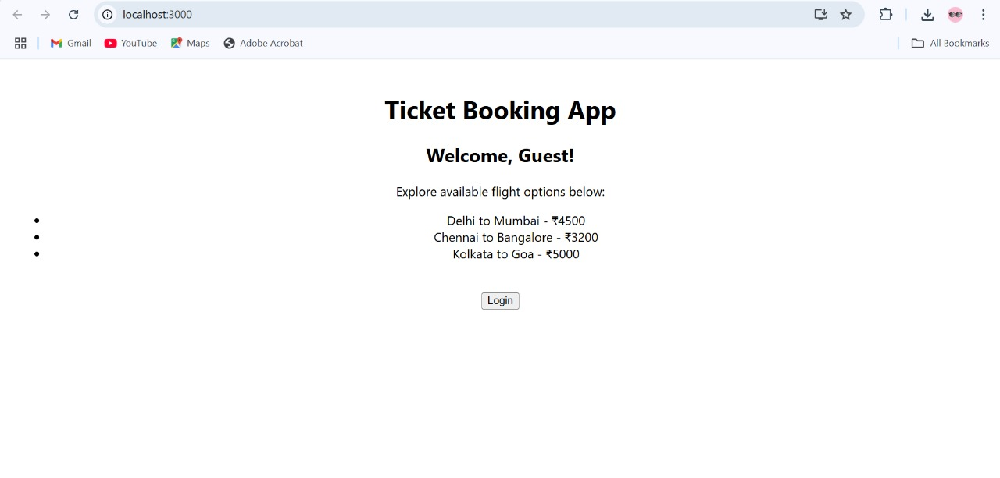 localhost:3000
Gmail YouTube Maps Adobe Acrobat All Bookmarks
Ticket Booking App
Welcome, Guest!
Explore available flight options below:
Delhi to Mumbai - ₹4500
Chennai to Bangalore - ₹3200
Kolkata to Goa - ₹5000
Login